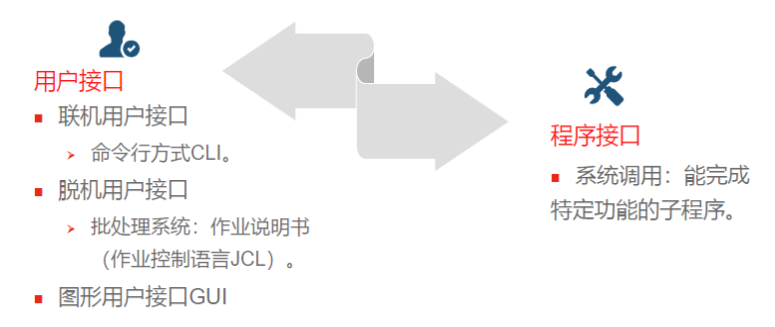 用户接口
联机用户接口
命令行方式CLI。
脱机用户接口
批处理系统：作业说明书
（作业控制语言JCL）。
图形用户接口GUI
程序接口
系统调用：能完成
特定功能的子程序。